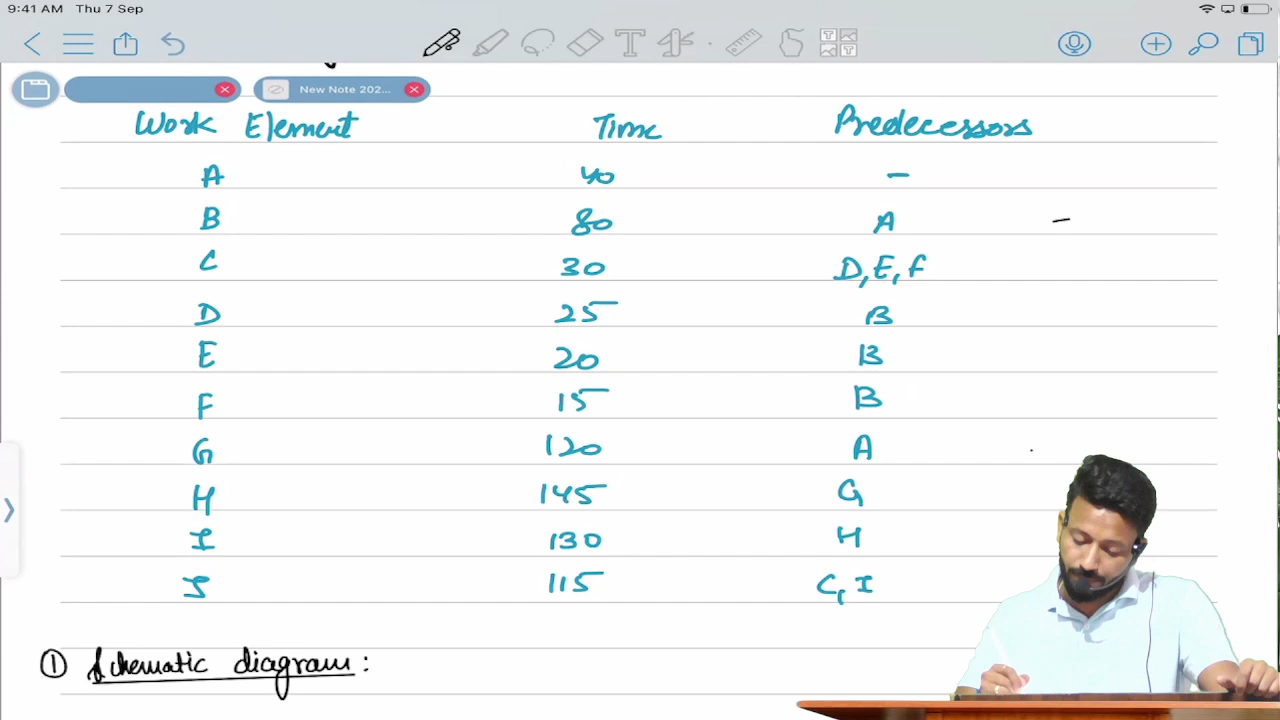 9:41 AM Thu 7 Sep
New Note 202...
Work Element Time Predecessors
A 40 -
B 80 A -
C 30 D, E, F
D 25 B
E 20 B
F 15 B
G 120 A
H 145 G
I 130 H
J 115 C, I
① Schematic diagram: